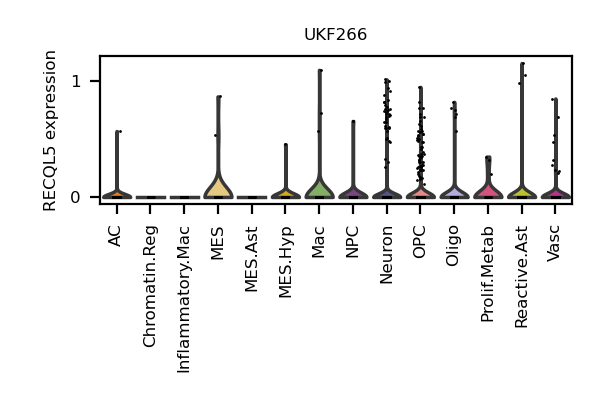 UKF266
RECQL5 expression
1
0
AC
Chromatin.Reg
Inflammatory.Mac
MES
MES.Ast
MES.Hyp
Mac
NPC
Neuron
OPC
Oligo
Prolif.Metab
Reactive.Ast
Vasc